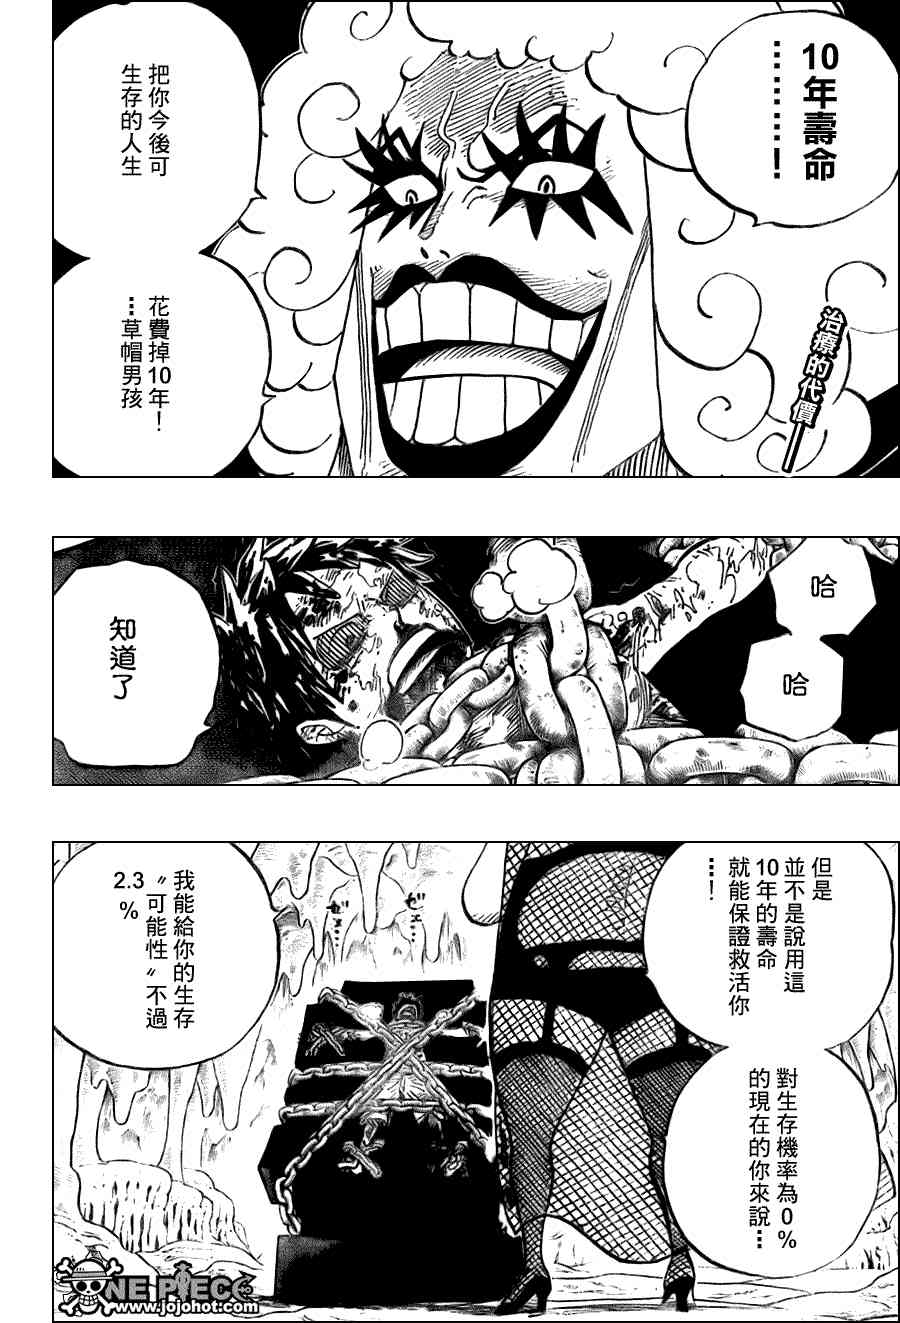 10年壽命
………！
治療的代價──
把你今後可
生存的人生
花費掉10年！
…草帽男孩
哈
哈
知道了
但是
並不是說用這
10年的壽命
就能保證救活你
…！
對生存機率為0%
的現在的你來說…
ゼェ…
ゼェ…
我能給你的生存
〝可能性〞不過
2.3%
ONE PIECE
www.jojohot.com